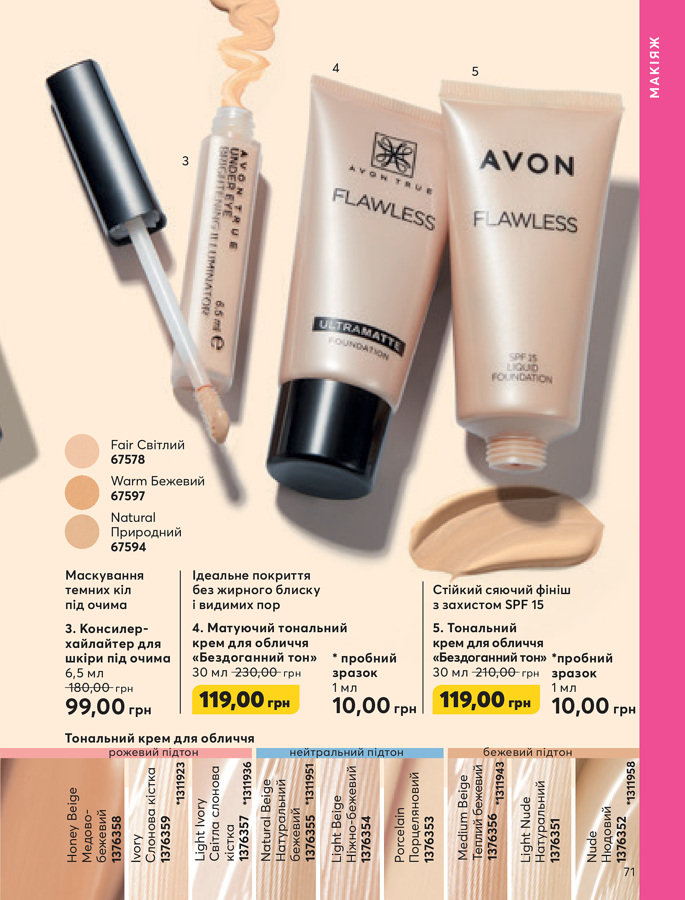 МАКІЯЖ
4
5
3
AVON TRUE
UNDER EYE
BRIGHTENING ILLUMINATOR
6.5 ml ℮
AVON TRUE
FLAWLESS
ULTRAMATTE
FOUNDATION
AVON
FLAWLESS
SPF 15
LIQUID
FOUNDATION
Fair Світлий
67578
Warm Бежевий
67597
Natural
Природний
67594
Маскування
темних кіл
під очима
3. Консилер-
хайлайтер для
шкіри під очима
6,5 мл
180,00 грн
99,00 грн
Ідеальне покриття
без жирного блиску
і видимих пор
4. Матуючий тональний
крем для обличчя
«Бездоганний тон»
30 мл 230,00 грн
119,00 грн
* пробний
зразок
1 мл
10,00 грн
Стійкий сяючий фініш
з захистом SPF 15
5. Тональний
крем для обличчя
«Бездоганний тон»
30 мл 210,00 грн
119,00 грн
*пробний
зразок
1 мл
10,00 грн
Тональний крем для обличчя
рожевий підтон
нейтральний підтон
бежевий підтон
Honey Beige
Медово-
бежевий
1376358
Ivory
Слонова кістка
1376359 *1311923
Light Ivory
Світла слонова
кістка
1376357 *1311936
Natural Beige
Натуральний
бежевий
1376355 *1311951
Light Beige
Ніжно-бежевий
1376354
Porcelain
Порцеляновий
1376353
Medium Beige
Теплий бежевий
1376356 *1311943
Light Nude
Натуральний
1376351
Nude
Нюдовий
1376352 *1311958
71